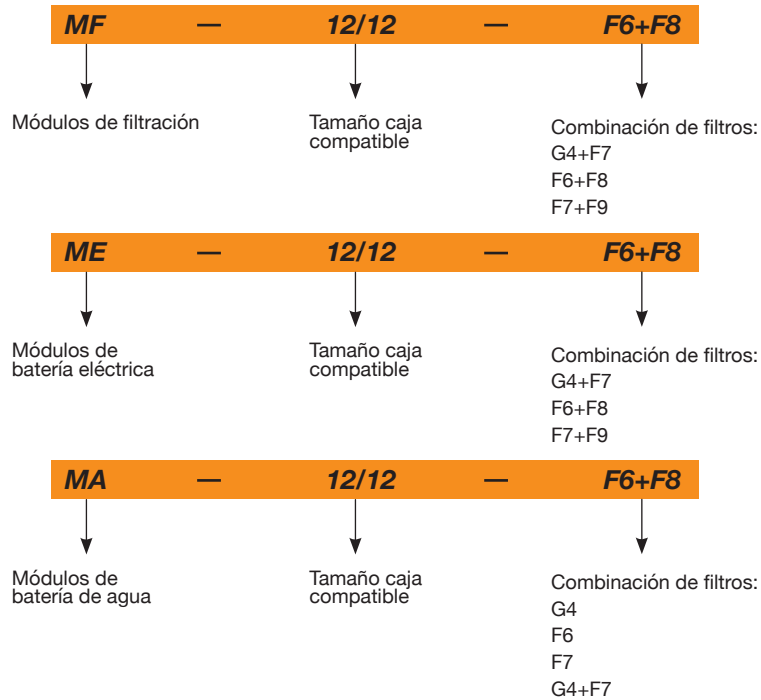 MF — 12/12 — F6+F8
Módulos de filtración
Tamaño caja
compatible
Combinación de filtros:
G4+F7
F6+F8
F7+F9
ME — 12/12 — F6+F8
Módulos de
batería eléctrica
Tamaño caja
compatible
Combinación de filtros:
G4+F7
F6+F8
F7+F9
MA — 12/12 — F6+F8
Módulos de
batería de agua
Tamaño caja
compatible
Combinación de filtros:
G4
F6
F7
G4+F7